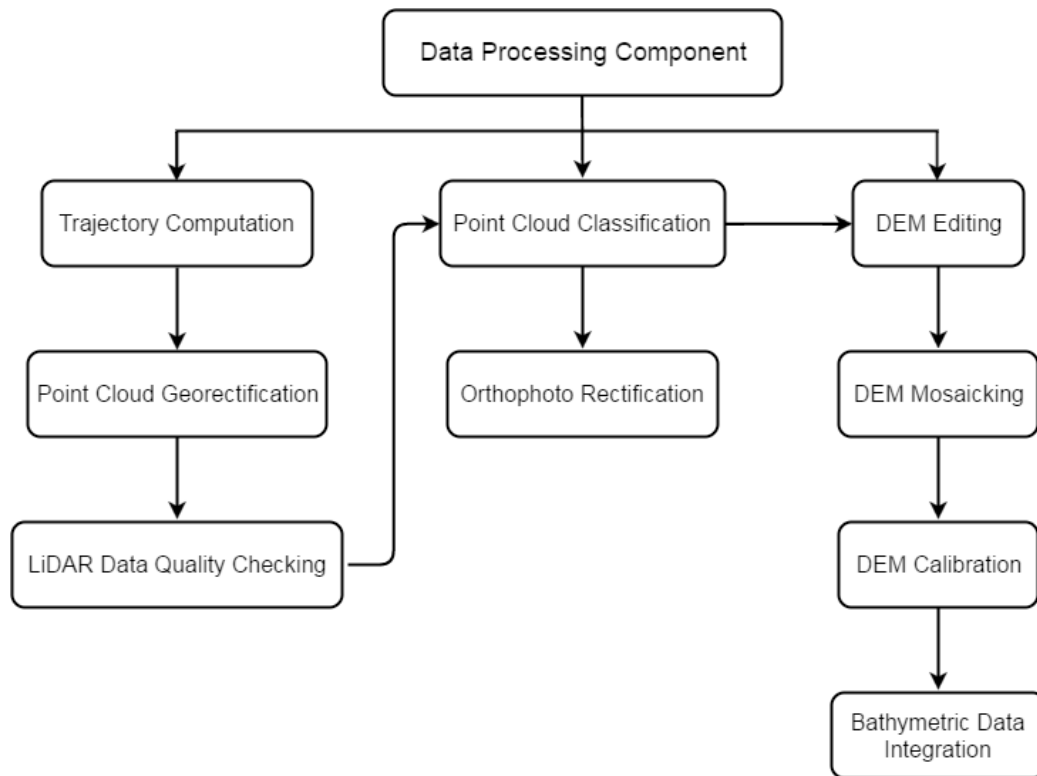 Data Processing Component
Trajectory Computation
Point Cloud Classification
DEM Editing
Point Cloud Georectification
Orthophoto Rectification
DEM Mosaicking
LiDAR Data Quality Checking
DEM Calibration
Bathymetric Data
Integration